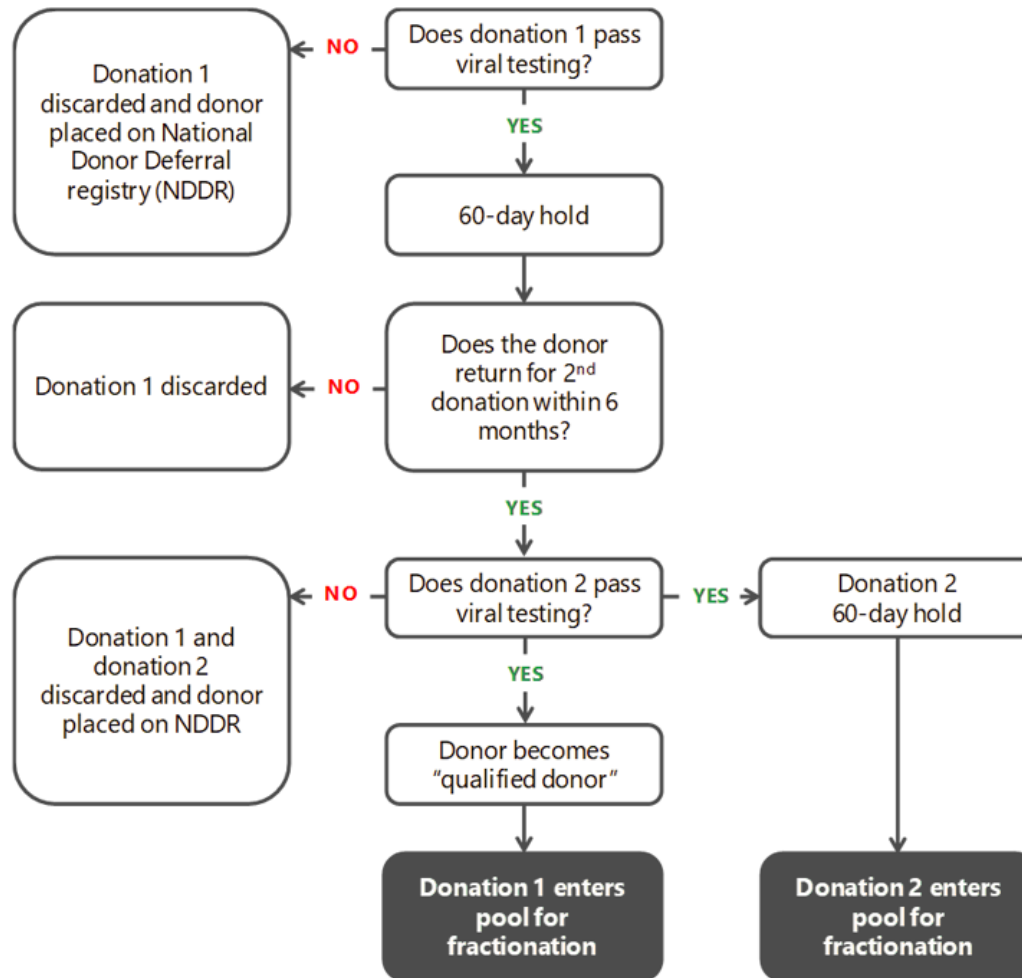 Does donation 1 pass
viral testing?
NO
Donation 1
discarded and donor
placed on National
Donor Deferral
registry (NDDR)
YES
60-day hold
Does the donor
return for 2nd
donation within 6
months?
NO
Donation 1 discarded
YES
Does donation 2 pass
viral testing?
NO
Donation 1 and
donation 2
discarded and donor
placed on NDDR
YES
Donation 2
60-day hold
YES
Donor becomes
“qualified donor”
Donation 1 enters
pool for
fractionation
Donation 2 enters
pool for
fractionation